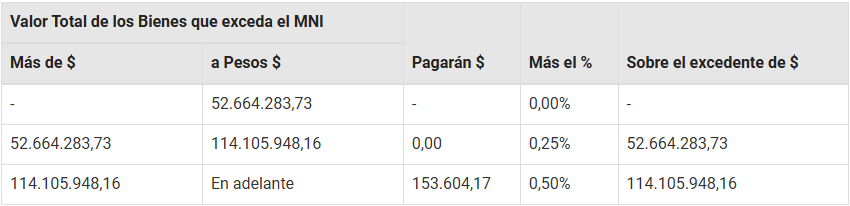 Valor Total de los Bienes que exceda el MNI
Más de $ a Pesos $ Pagarán $ Más el % Sobre el excedente de $
- 52.664.283,73 - 0,00% -
52.664.283,73 114.105.948,16 0,00 0,25% 52.664.283,73
114.105.948,16 En adelante 153.604,17 0,50% 114.105.948,16